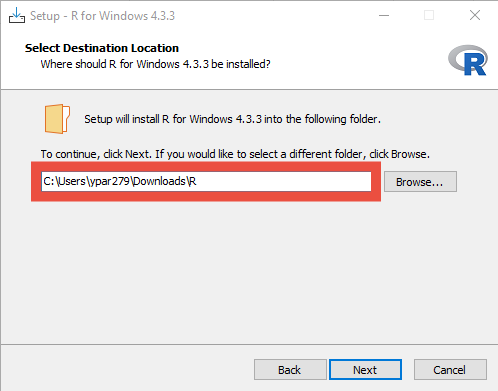 Setup - R for Windows 4.3.3
Select Destination Location
Where should R for Windows 4.3.3 be installed?
R
Setup will install R for Windows 4.3.3 into the following folder.
To continue, click Next. If you would like to select a different folder, click Browse.
C:\Users\ypar279\Downloads\R
Browse...
Back
Next
Cancel